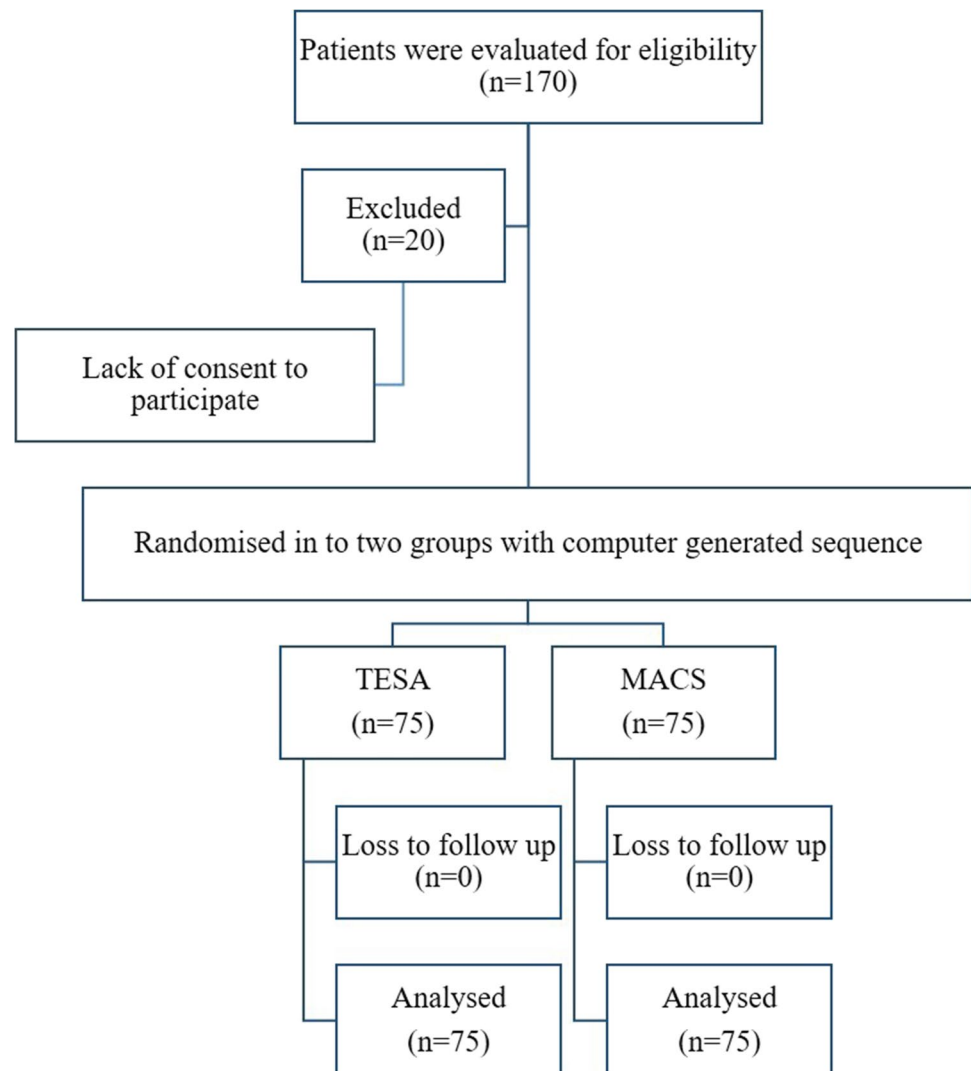 Patients were evaluated for eligibility
(n=170)
Excluded
(n=20)
Lack of consent to
participate
Randomised in to two groups with computer generated sequence
TESA
(n=75)
MACS
(n=75)
Loss to follow up
(n=0)
Loss to follow up
(n=0)
Analysed
(n=75)
Analysed
(n=75)